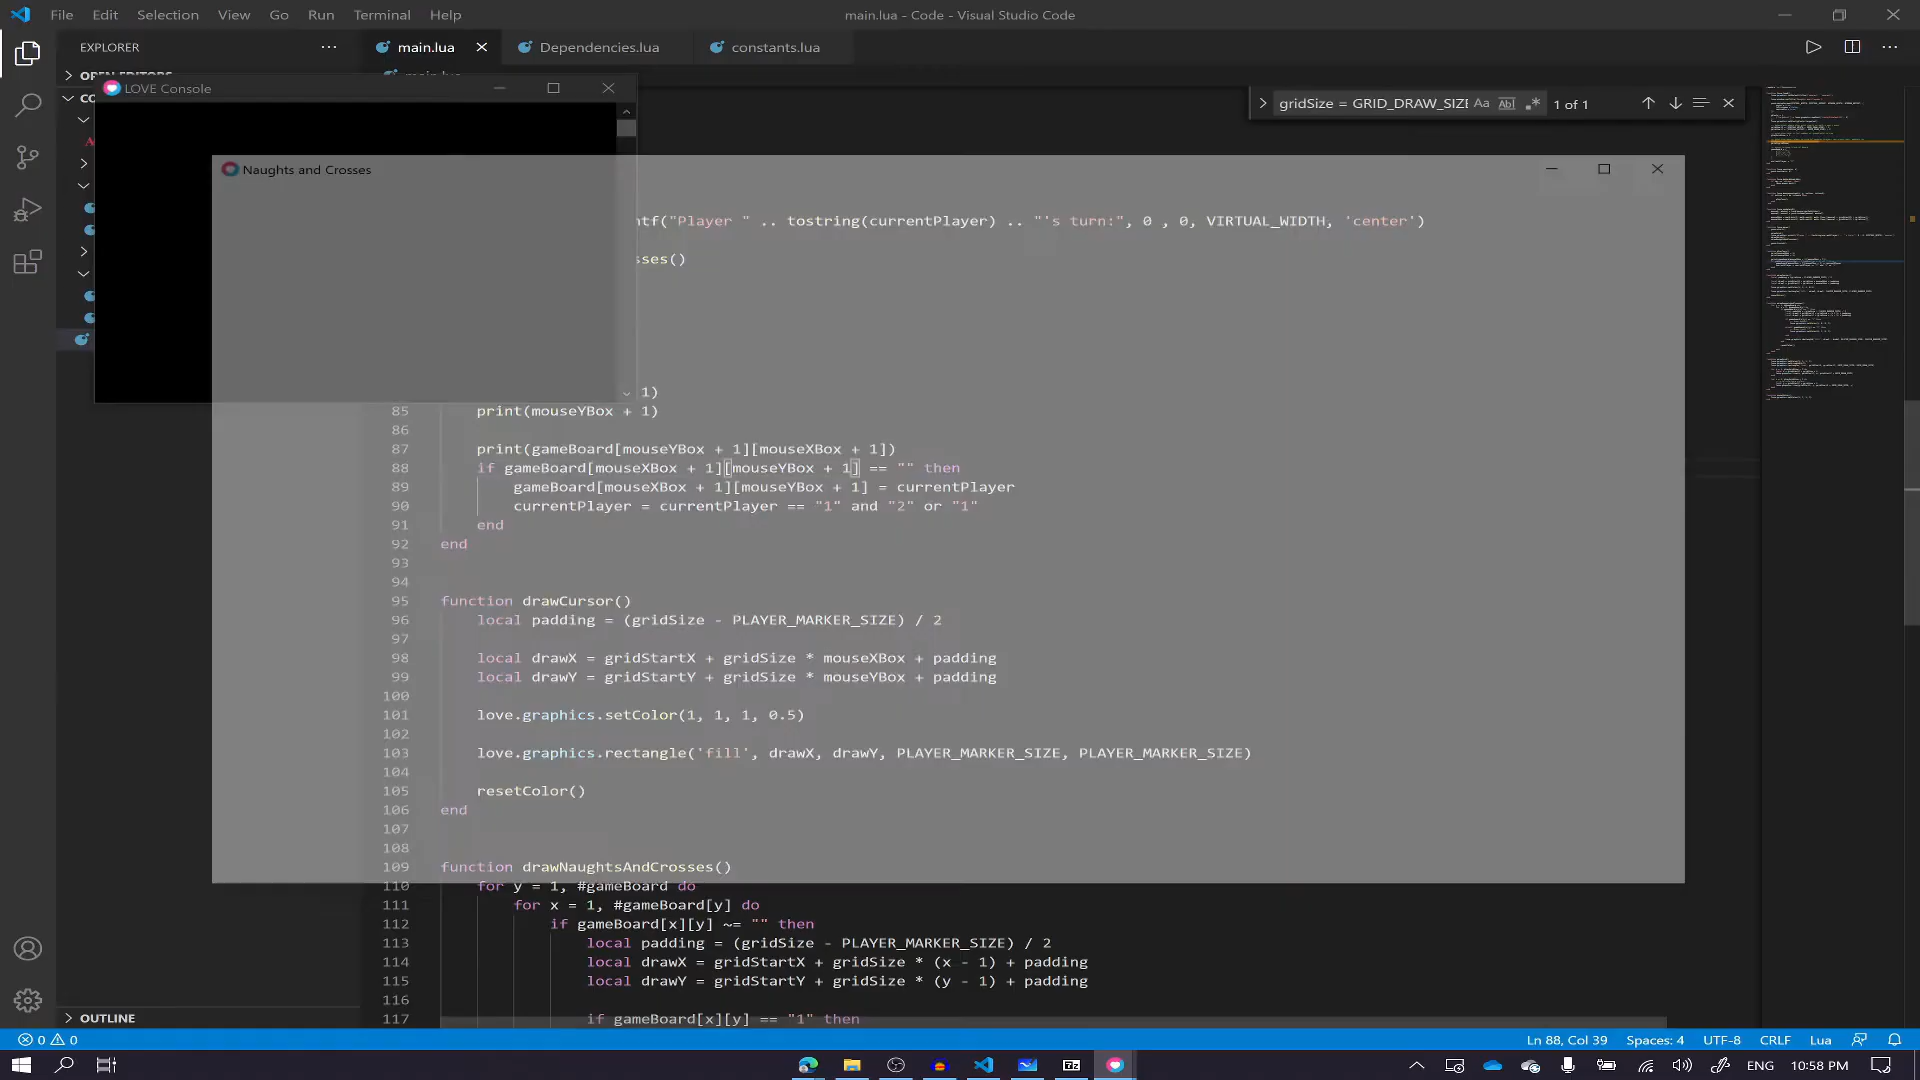 File Edit Selection View Go Run Terminal Help
main.lua - Code - Visual Studio Code
EXPLORER
main.lua
Dependencies.lua
constants.lua
LOVE Console
gridSize = GRID_DRAW_SIZE
1 of 1
Naughts and Crosses
ntf("Player " .. tostring(currentPlayer) .. "'s turn:", 0 , 0, VIRTUAL_WIDTH, 'center')
sses()
1)
85 print(mouseYBox + 1)
86
87 print(gameBoard[mouseYBox + 1][mouseXBox + 1])
88 if gameBoard[mouseXBox + 1][mouseYBox + 1] == "" then
89 gameBoard[mouseXBox + 1][mouseYBox + 1] = currentPlayer
90 currentPlayer = currentPlayer == "1" and "2" or "1"
91 end
92 end
93
94
95 function drawCursor()
96 local padding = (gridSize - PLAYER_MARKER_SIZE) / 2
97
98 local drawX = gridStartX + gridSize * mouseXBox + padding
99 local drawY = gridStartY + gridSize * mouseYBox + padding
100
101 love.graphics.setColor(1, 1, 1, 0.5)
102
103 love.graphics.rectangle('fill', drawX, drawY, PLAYER_MARKER_SIZE, PLAYER_MARKER_SIZE)
104
105 resetColor()
106 end
107
108
109 function drawNaughtsAndCrosses()
110 for y = 1, #gameBoard do
111 for x = 1, #gameBoard[y] do
112 if gameBoard[x][y] ~= "" then
113 local padding = (gridSize - PLAYER_MARKER_SIZE) / 2
114 local drawX = gridStartX + gridSize * (x - 1) + padding
115 local drawY = gridStartY + gridSize * (y - 1) + padding
116
117 if gameBoard[x][y] == "1" then
OUTLINE
0 0
Ln 88, Col 39 Spaces: 4 UTF-8 CRLF Lua
ENG 10:58 PM